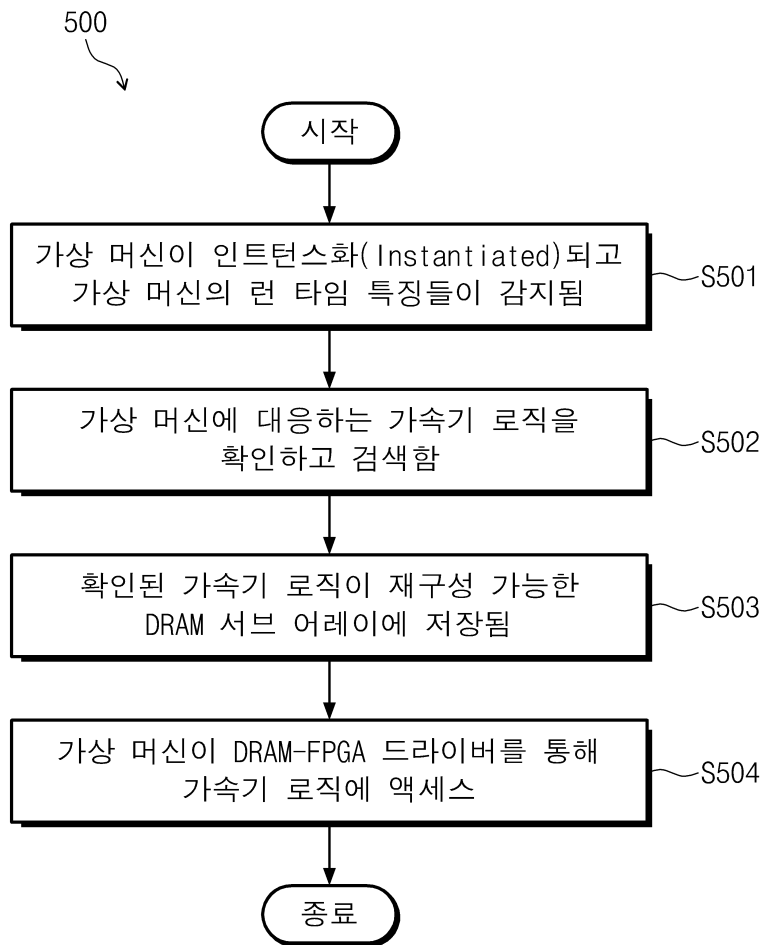 500
시작
가상 머신이 인트턴스화(Instantiated)되고
가상 머신의 런 타임 특징들이 감지됨
S501
가상 머신에 대응하는 가속기 로직을
확인하고 검색함
S502
확인된 가속기 로직이 재구성 가능한
DRAM 서브 어레이에 저장됨
S503
가상 머신이 DRAM-FPGA 드라이버를 통해
가속기 로직에 액세스
S504
종료